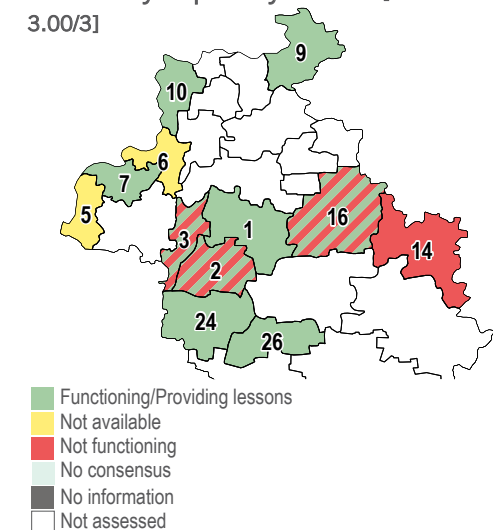 3.00/3]
9
10
6
7
5
3
1
16
14
2
24
26
Functioning/Providing lessons
Not available
Not functioning
No consensus
No information
Not assessed